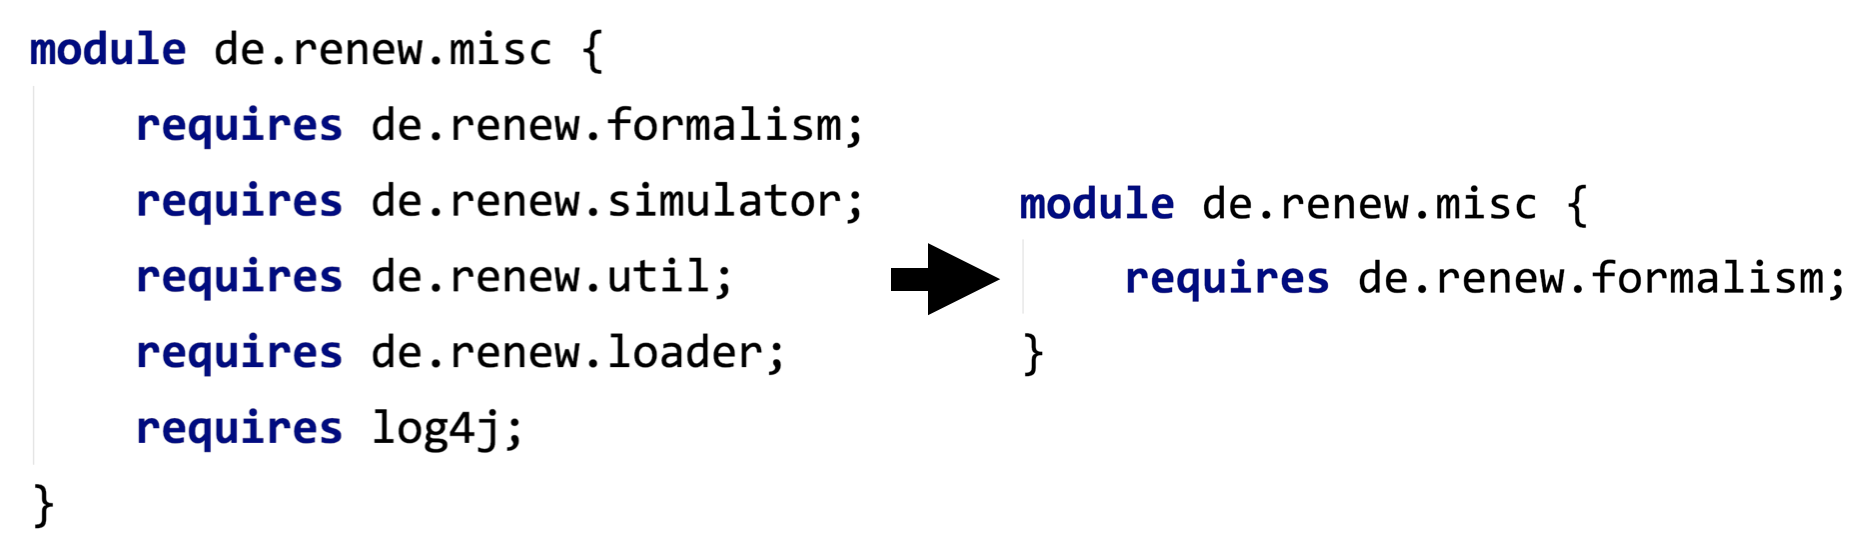 module de.renew.misc {
requires de.renew.formalism;
requires de.renew.simulator;
requires de.renew.util;
requires de.renew.loader;
requires log4j;
}
module de.renew.misc {
requires de.renew.formalism;
}